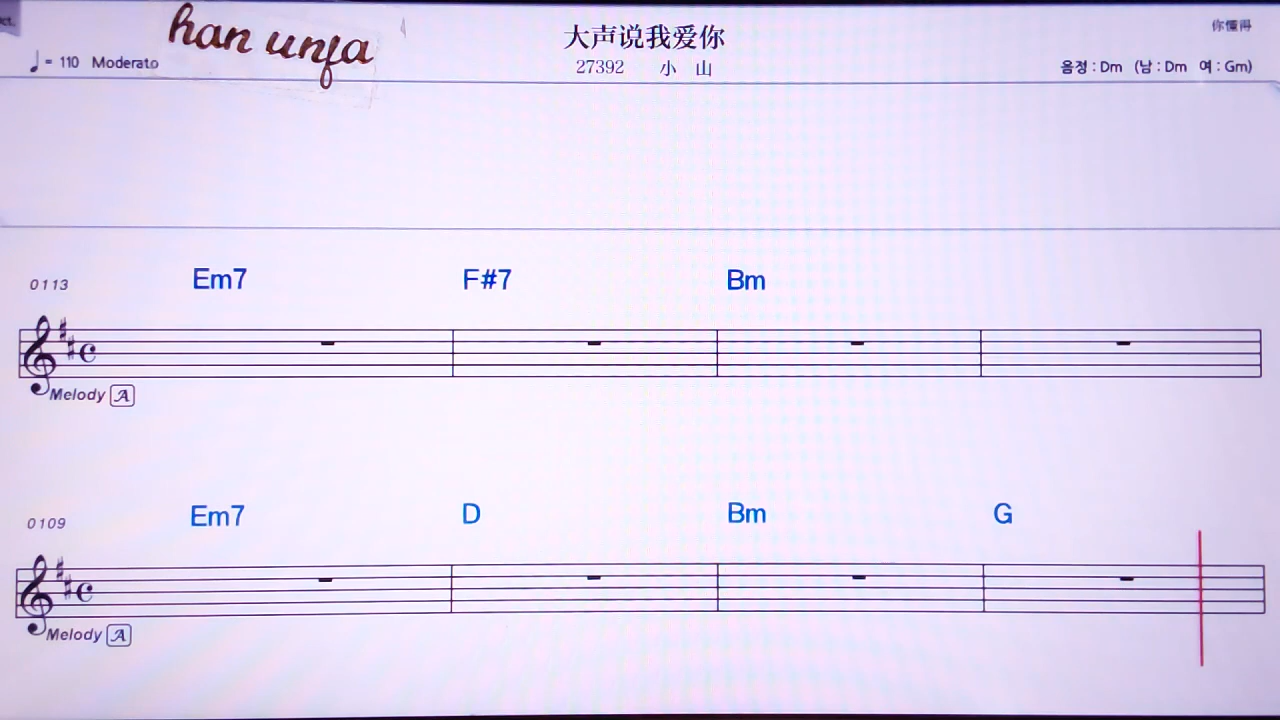 han unfa
大声说我爱你
你懂得
♩= 110 Moderato
27392 小 山
음정 : Dm (남 : Dm 여 : Gm)
0113
Em7 F#7 Bm
Melody A
0109
Em7 D Bm G
Melody A